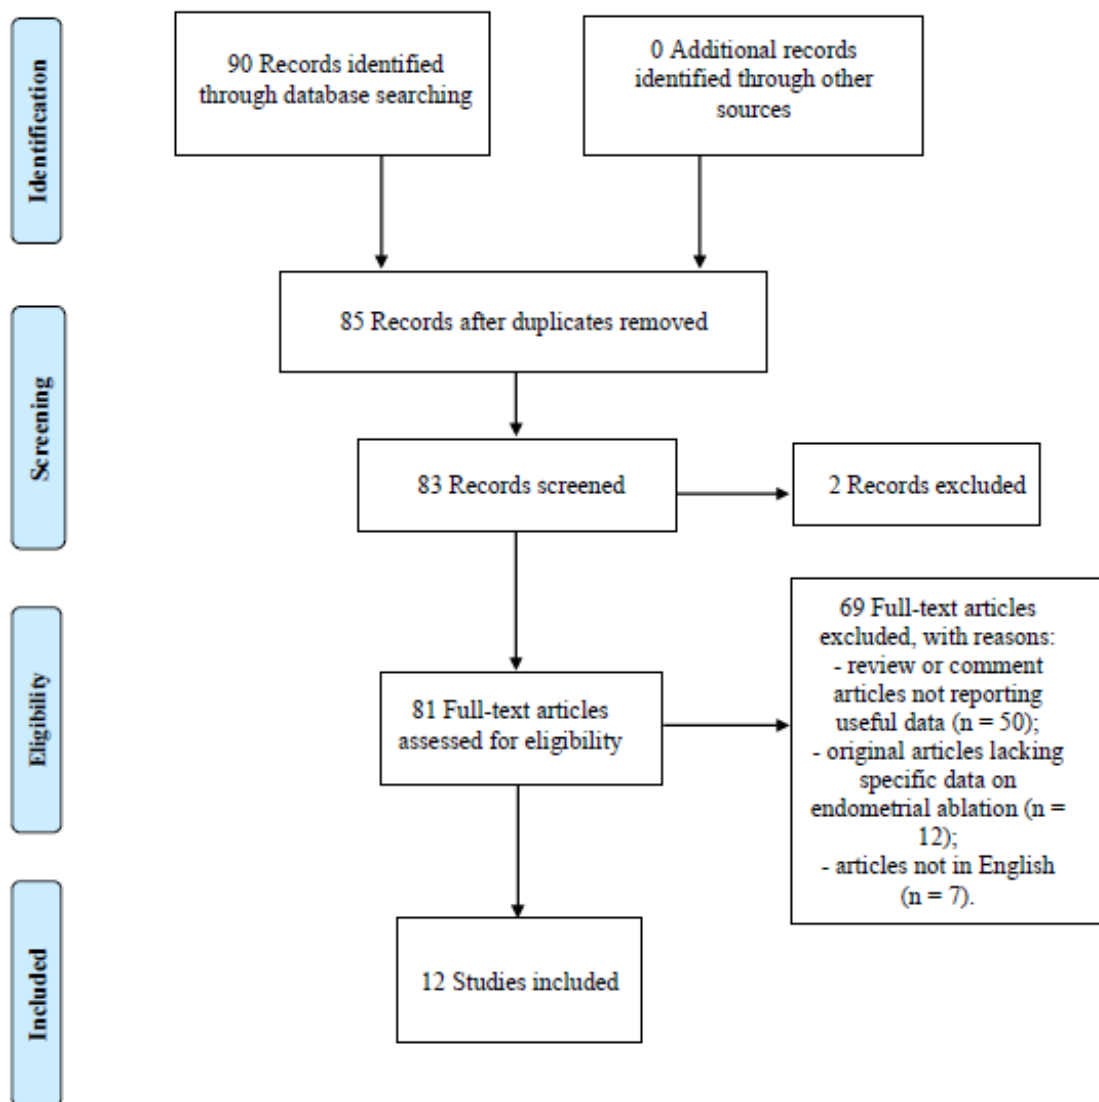 Identification
90 Records identified
through database searching
0 Additional records
identified through other
sources
85 Records after duplicates removed
Screening
83 Records screened
2 Records excluded
Eligibility
81 Full-text articles
assessed for eligibility
69 Full-text articles
excluded, with reasons:
- review or comment
articles not reporting
useful data (n = 50);
- original articles lacking
specific data on
endometrial ablation (n =
12);
- articles not in English
(n = 7).
Included
12 Studies included